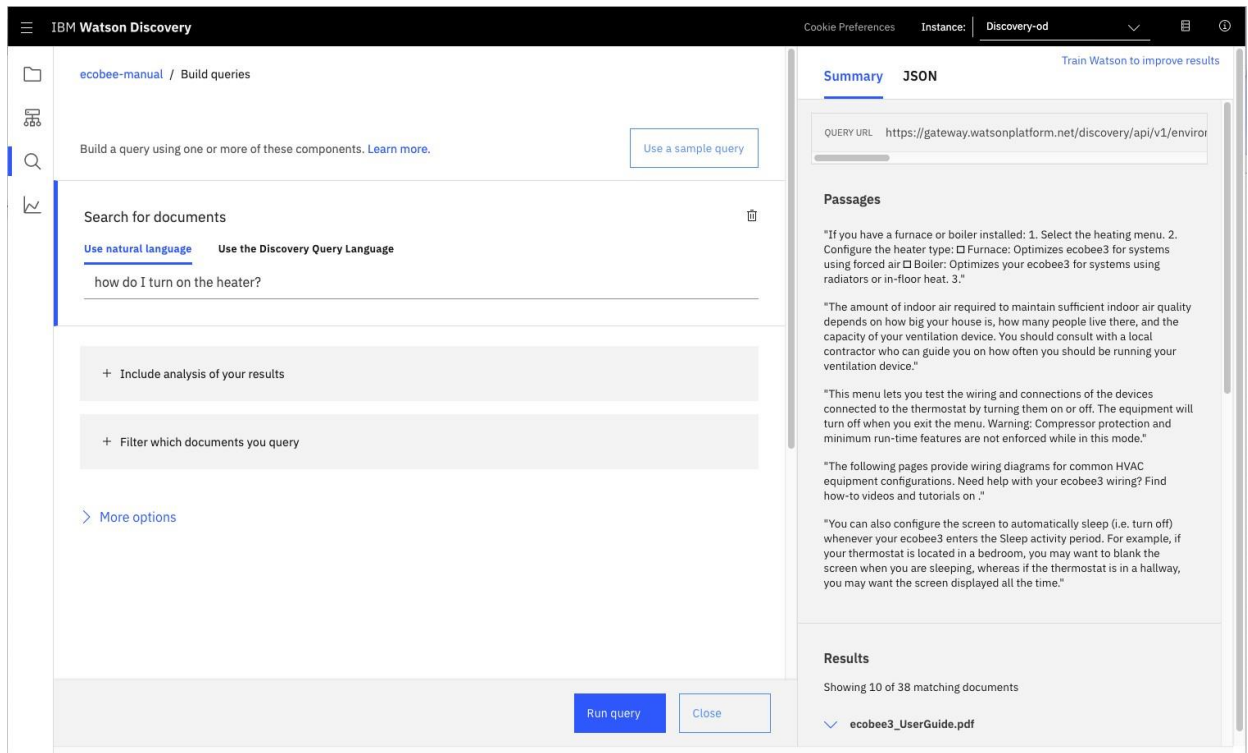 IBM Watson Discovery
Cookie Preferences
Instance:
Discovery-od
ecobee-manual / Build queries
Build a query using one or more of these components. Learn more.
Use a sample query
Search for documents
Use natural language
Use the Discovery Query Language
how do I turn on the heater?
+ Include analysis of your results
+ Filter which documents you query
More options
Run query
Close
Train Watson to improve results
Summary
JSON
QUERY URL https://gateway.watsonplatform.net/discovery/api/v1/environ
Passages
"If you have a furnace or boiler installed: 1. Select the heating menu. 2.
Configure the heater type: □ Furnace: Optimizes ecobee3 for systems
using forced air □ Boiler: Optimizes your ecobee3 for systems using
radiators or in-floor heat. 3."
"The amount of indoor air required to maintain sufficient indoor air quality
depends on how big your house is, how many people live there, and the
capacity of your ventilation device. You should consult with a local
contractor who can guide you on how often you should be running your
ventilation device."
"This menu lets you test the wiring and connections of the devices
connected to the thermostat by turning them on or off. The equipment will
turn off when you exit the menu. Warning: Compressor protection and
minimum run-time features are not enforced while in this mode."
"The following pages provide wiring diagrams for common HVAC
equipment configurations. Need help with your ecobee3 wiring? Find
how-to videos and tutorials on ."
"You can also configure the screen to automatically sleep (i.e. turn off)
whenever your ecobee3 enters the Sleep activity period. For example, if
your thermostat is located in a bedroom, you may want to blank the
screen when you are sleeping, whereas if the thermostat is in a hallway,
you may want the screen displayed all the time."
Results
Showing 10 of 38 matching documents
ecobee3_UserGuide.pdf